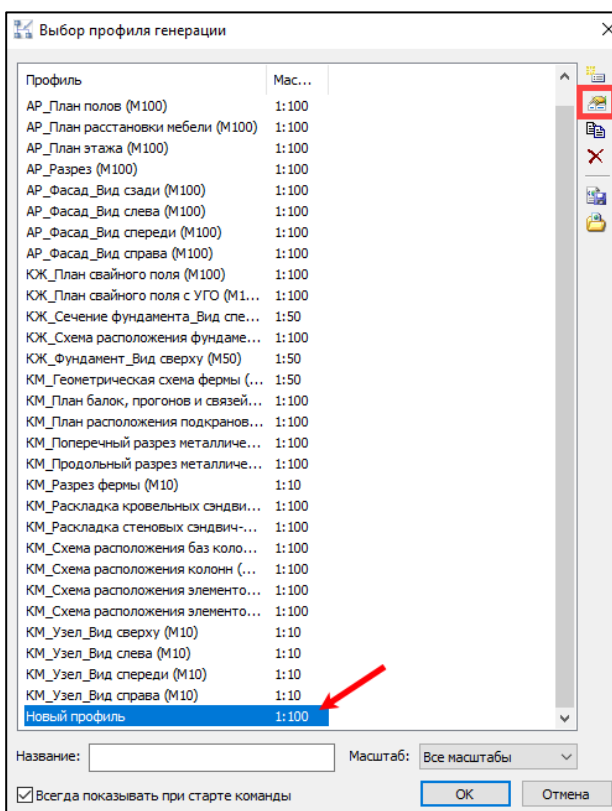 Выбор профиля генерации
Профиль Мас...
АР_План полов (М100) 1:100
АР_План расстановки мебели (М100) 1:100
АР_План этажа (М100) 1:100
АР_Разрез (М100) 1:100
АР_Фасад_Вид сзади (М100) 1:100
АР_Фасад_Вид слева (М100) 1:100
АР_Фасад_Вид спереди (М100) 1:100
АР_Фасад_Вид справа (М100) 1:100
КЖ_План свайного поля (М100) 1:100
КЖ_План свайного поля с УГО (М1... 1:100
КЖ_Сечение фундамента_Вид спе... 1:50
КЖ_Схема расположения фундаме... 1:100
КЖ_Фундамент_Вид сверху (М50) 1:50
КМ_Геометрическая схема фермы (... 1:50
КМ_План балок, прогонов и связей... 1:100
КМ_План расположения подкранов... 1:100
КМ_Поперечный разрез металличе... 1:100
КМ_Продольный разрез металличе... 1:100
КМ_Разрез фермы (М10) 1:10
КМ_Раскладка кровельных сэндви... 1:100
КМ_Раскладка стеновых сэндвич-... 1:100
КМ_Схема расположения баз коло... 1:100
КМ_Схема расположения колонн (... 1:100
КМ_Схема расположения элементо... 1:100
КМ_Схема расположения элементо... 1:100
КМ_Узел_Вид сверху (М10) 1:10
КМ_Узел_Вид слева (М10) 1:10
КМ_Узел_Вид спереди (М10) 1:10
КМ_Узел_Вид справа (М10) 1:10
Новый профиль 1:100
Название: Масштаб: Все масштабы
Всегда показывать при старте команды ОК Отмена